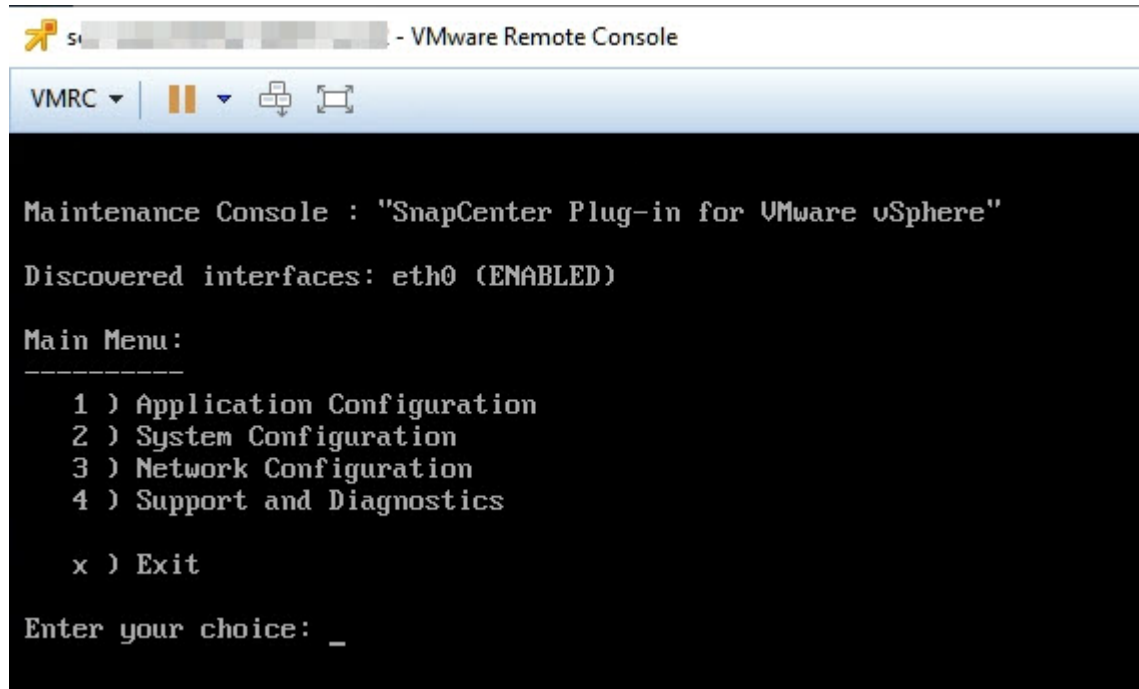 - VMware Remote Console
VMRC
Maintenance Console : "SnapCenter Plug-in for VMware vSphere"
Discovered interfaces: eth0 (ENABLED)
Main Menu:
----------
1 ) Application Configuration
2 ) System Configuration
3 ) Network Configuration
4 ) Support and Diagnostics
x ) Exit
Enter your choice: _